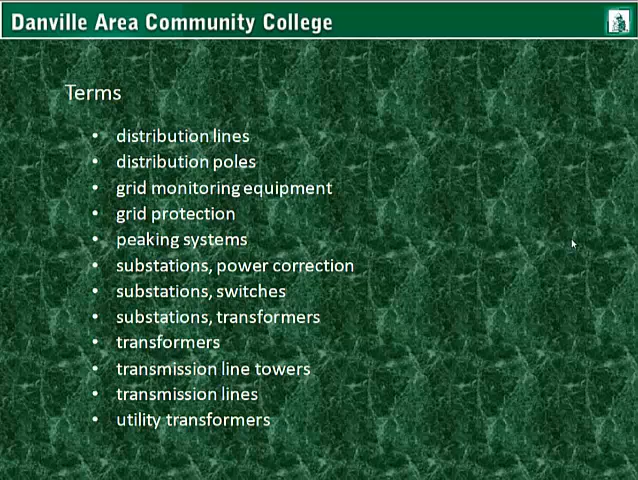 Danville Area Community College
Terms
• distribution lines
• distribution poles
• grid monitoring equipment
• grid protection
• peaking systems
• substations, power correction
• substations, switches
• substations, transformers
• transformers
• transmission line towers
• transmission lines
• utility transformers